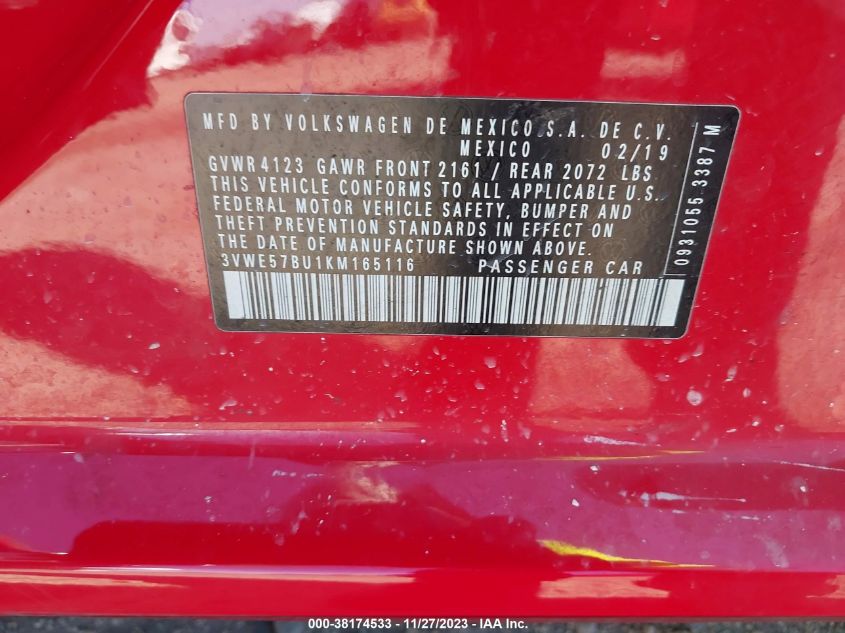 MFD BY VOLKSWAGEN DE MEXICO S.A. DE C.V.
MEXICO 02/19
GVWR 4123 GAWR FRONT 2161 / REAR 2072 LBS
THIS VEHICLE CONFORMS TO ALL APPLICABLE U.S.
FEDERAL MOTOR VEHICLE SAFETY, BUMPER AND
THEFT PREVENTION STANDARDS IN EFFECT ON
THE DATE OF MANUFACTURE SHOWN ABOVE.
3VWE57BU1KM165116 PASSENGER CAR
0931055 3387 M
000-38174533 - 11/27/2023 - IAA Inc.